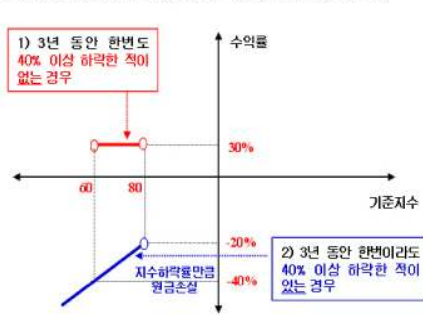 1) 3년 동안 한번도
40% 이상 하락한 적이
없는 경우
수익률
30%
60
80
기준지수
-20%
지수하락률만큼
원금손실
-40%
2) 3년 동안 한번이라도
40% 이상 하락한 적이
있는 경우